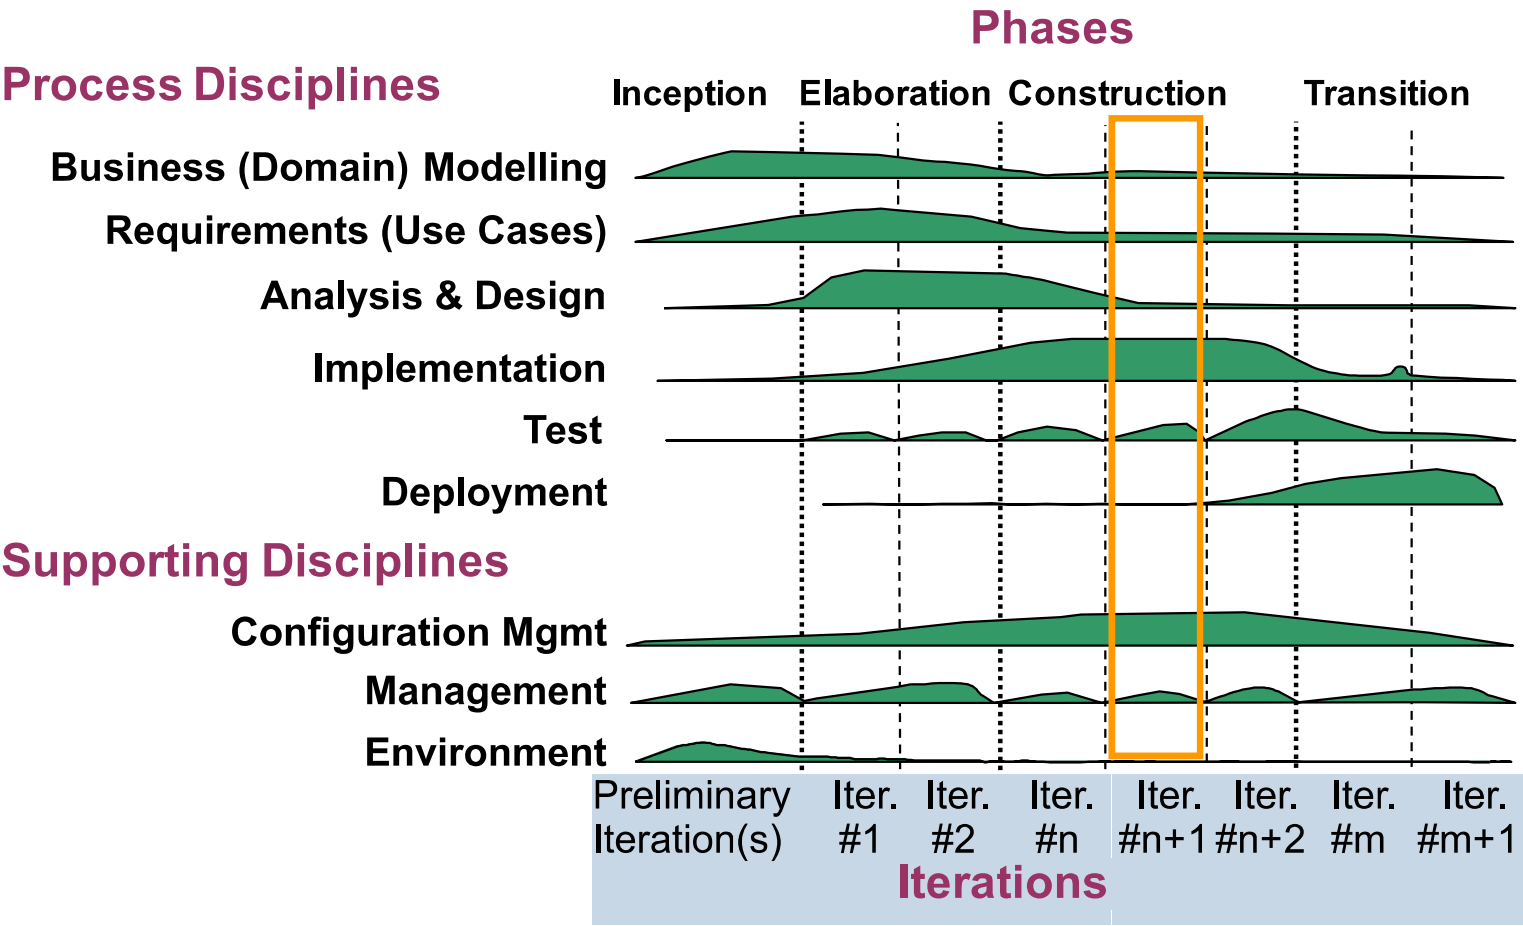 Phases
Process Disciplines
Inception Elaboration Construction Transition
Business (Domain) Modelling
Requirements (Use Cases)
Analysis & Design
Implementation
Test
Deployment
Supporting Disciplines
Configuration Mgmt
Management
Environment
Preliminary Iter. Iter. Iter. Iter. Iter. Iter. Iter.
Iteration(s) #1 #2 #n #n+1 #n+2 #m #m+1
Iterations